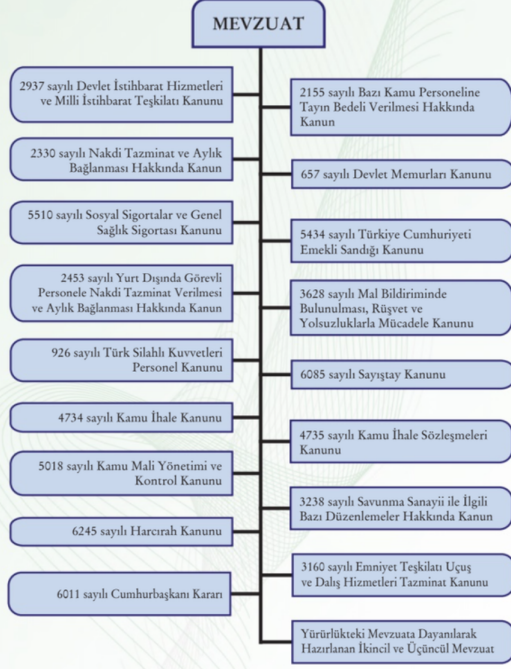 MEVZUAT
2937 sayılı Devlet İstihbarat Hizmetleri
ve Milli İstihbarat Teşkilatı Kanunu
2330 sayılı Nakdi Tazminat ve Aylık
Bağlanması Hakkında Kanun
5510 sayılı Sosyal Sigortalar ve Genel
Sağlık Sigortası Kanunu
2453 sayılı Yurt Dışında Görevli
Personele Nakdi Tazminat Verilmesi
ve Aylık Bağlanması Hakkında Kanun
926 sayılı Türk Silahlı Kuvvetleri
Personel Kanunu
4734 sayılı Kamu İhale Kanunu
5018 sayılı Kamu Mali Yönetimi ve
Kontrol Kanunu
6245 sayılı Harcırah Kanunu
6011 sayılı Cumhurbaşkanı Kararı
2155 sayılı Bazı Kamu Personeline
Tayın Bedeli Verilmesi Hakkında
Kanun
657 sayılı Devlet Memurları Kanunu
5434 sayılı Türkiye Cumhuriyeti
Emekli Sandığı Kanunu
3628 sayılı Mal Bildiriminde
Bulunulması, Rüşvet ve
Yolsuzluklarla Mücadele Kanunu
6085 sayılı Sayıştay Kanunu
4735 sayılı Kamu İhale Sözleşmeleri
Kanunu
3238 sayılı Savunma Sanayii ile İlgili
Bazı Düzenlemeler Hakkında Kanun
3160 sayılı Emniyet Teşkilatı Uçuş
ve Dalış Hizmetleri Tazminat Kanunu
Yürürlükteki Mevzuata Dayanılarak
Hazırlanan İkincil ve Üçüncül Mevzuat